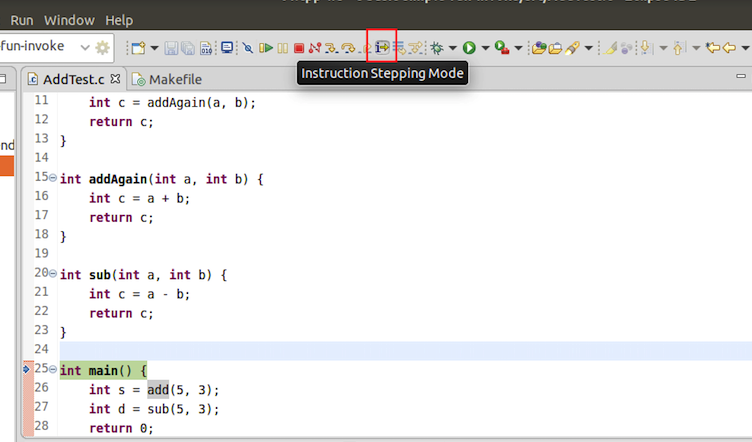 Run Window Help
-fun-invoke
Instruction Stepping Mode
AddTest.c Makefile
11 int c = addAgain(a, b);
12 return c;
13 }
14
15 int addAgain(int a, int b) {
16 int c = a + b;
17 return c;
18 }
19
20 int sub(int a, int b) {
21 int c = a - b;
22 return c;
23 }
24
25 int main() {
26 int s = add(5, 3);
27 int d = sub(5, 3);
28 return 0;
nd